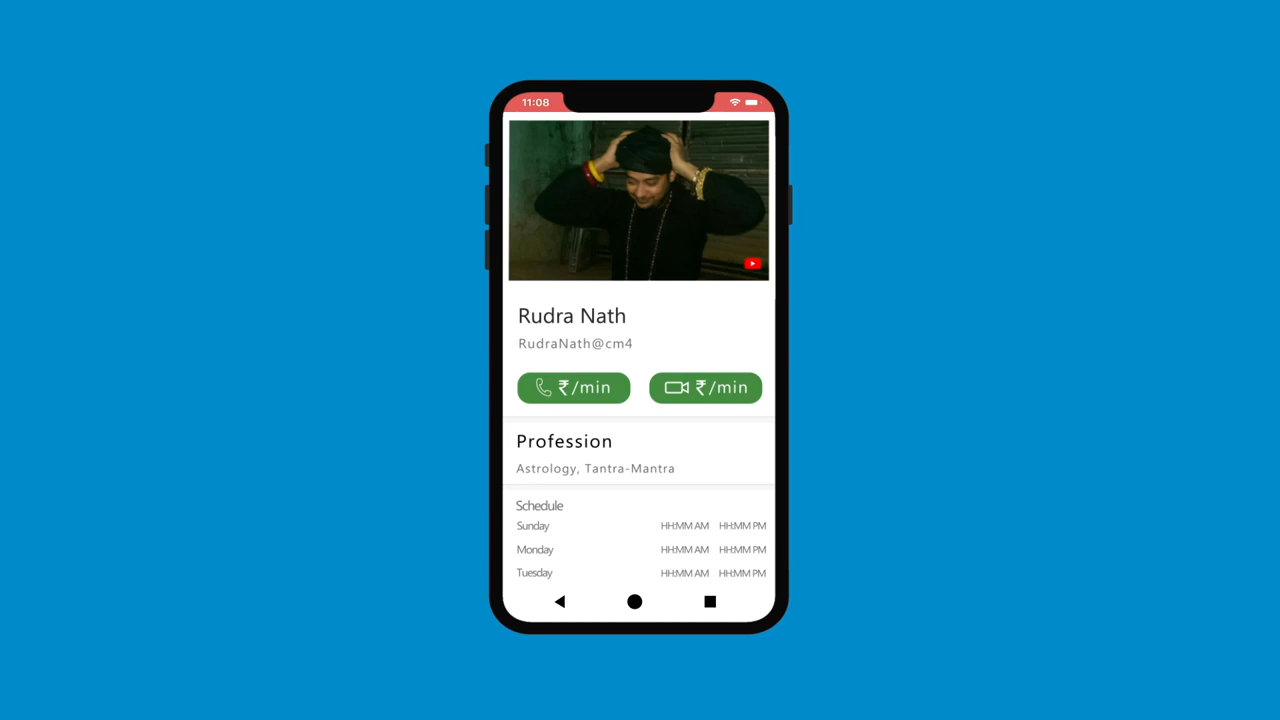 11:08
Rudra Nath
RudraNath@cm4
₹/min ₹/min
Profession
Astrology, Tantra-Mantra
Schedule
Sunday HH:MM AM HH:MM PM
Monday HH:MM AM HH:MM PM
Tuesday HH:MM AM HH:MM PM